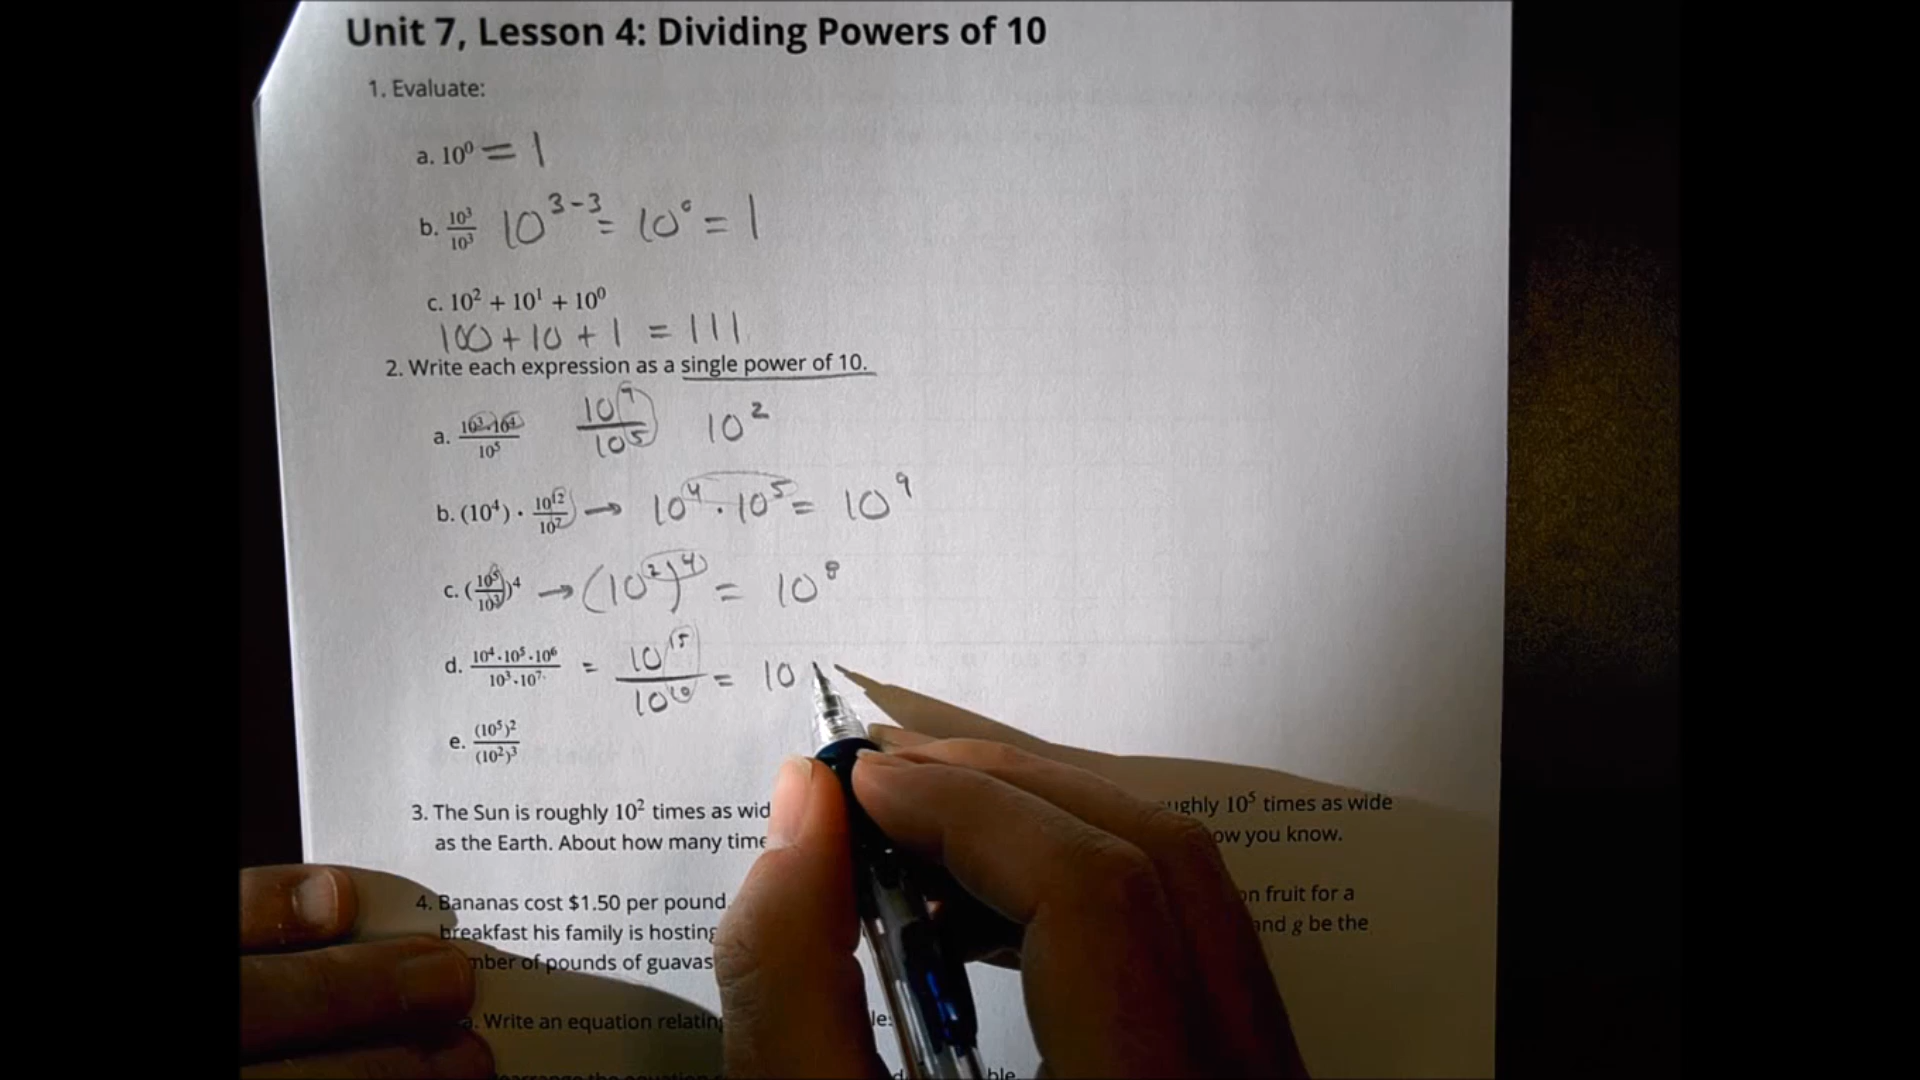 Unit 7, Lesson 4: Dividing Powers of 10
1. Evaluate:
a. 10⁰ = 1
b. 10³/10³ 10³⁻³ = 10⁰ = 1
c. 10² + 10¹ + 10⁰
100 + 10 + 1 = 111
2. Write each expression as a single power of 10.
a. 10³·10⁴/10⁵ 10⁷/10⁵ 10²
b. (10⁴) · 10¹²/10⁷ → 10⁴ · 10⁵ = 10⁹
c. (10⁵/10³)⁴ → (10²)⁴ = 10⁸
d. 10⁴·10⁵·10⁶/10³·10⁷ = 10¹⁵/10¹⁰ = 10
e. (10⁵)²/(10²)³
3. The Sun is roughly 10² times as wid ughly 10⁵ times as wide
as the Earth. About how many time ow you know.
4. Bananas cost $1.50 per pound on fruit for a
breakfast his family is hosting and g be the
mber of pounds of guavas
a. Write an equation relating les